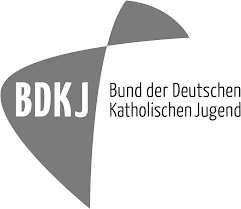 BDKJ
Bund der Deutschen
Katholischen Jugend